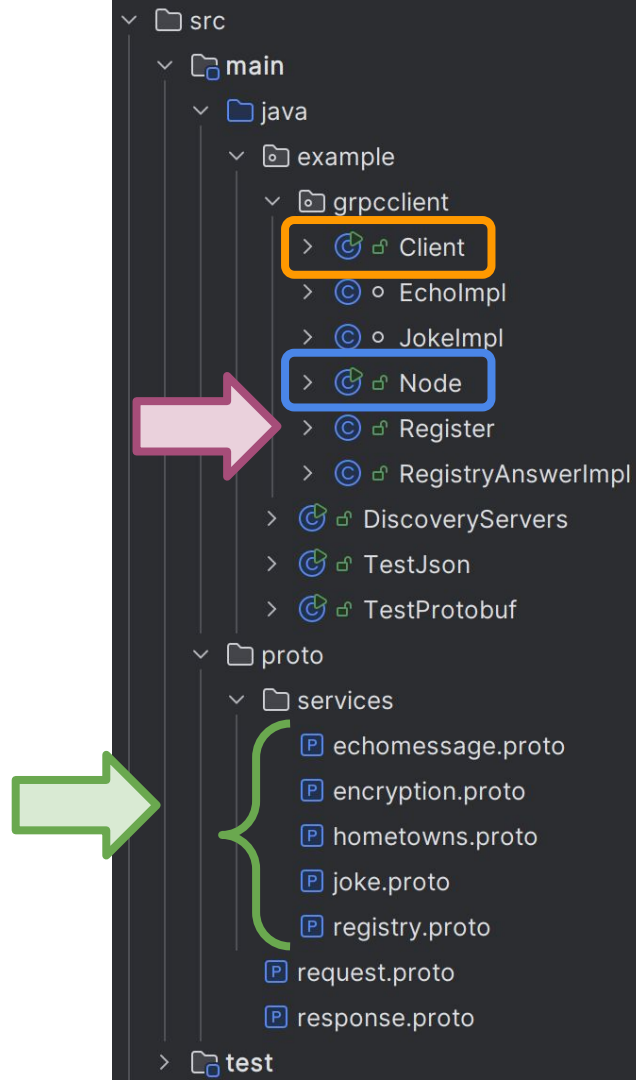 src
main
java
example
grpcclient
Client
EchoImpl
JokeImpl
Node
Register
RegistryAnswerImpl
DiscoveryServers
TestJson
TestProtobuf
proto
services
echomessage.proto
encryption.proto
hometowns.proto
joke.proto
registry.proto
request.proto
response.proto
test